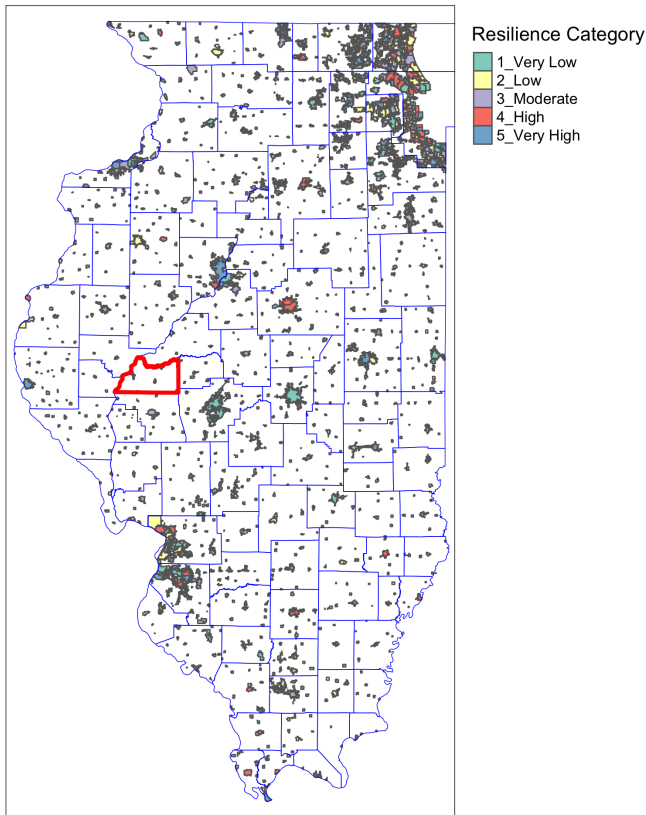 Resilience Category
1_Very Low
2_Low
3_Moderate
4_High
5_Very High